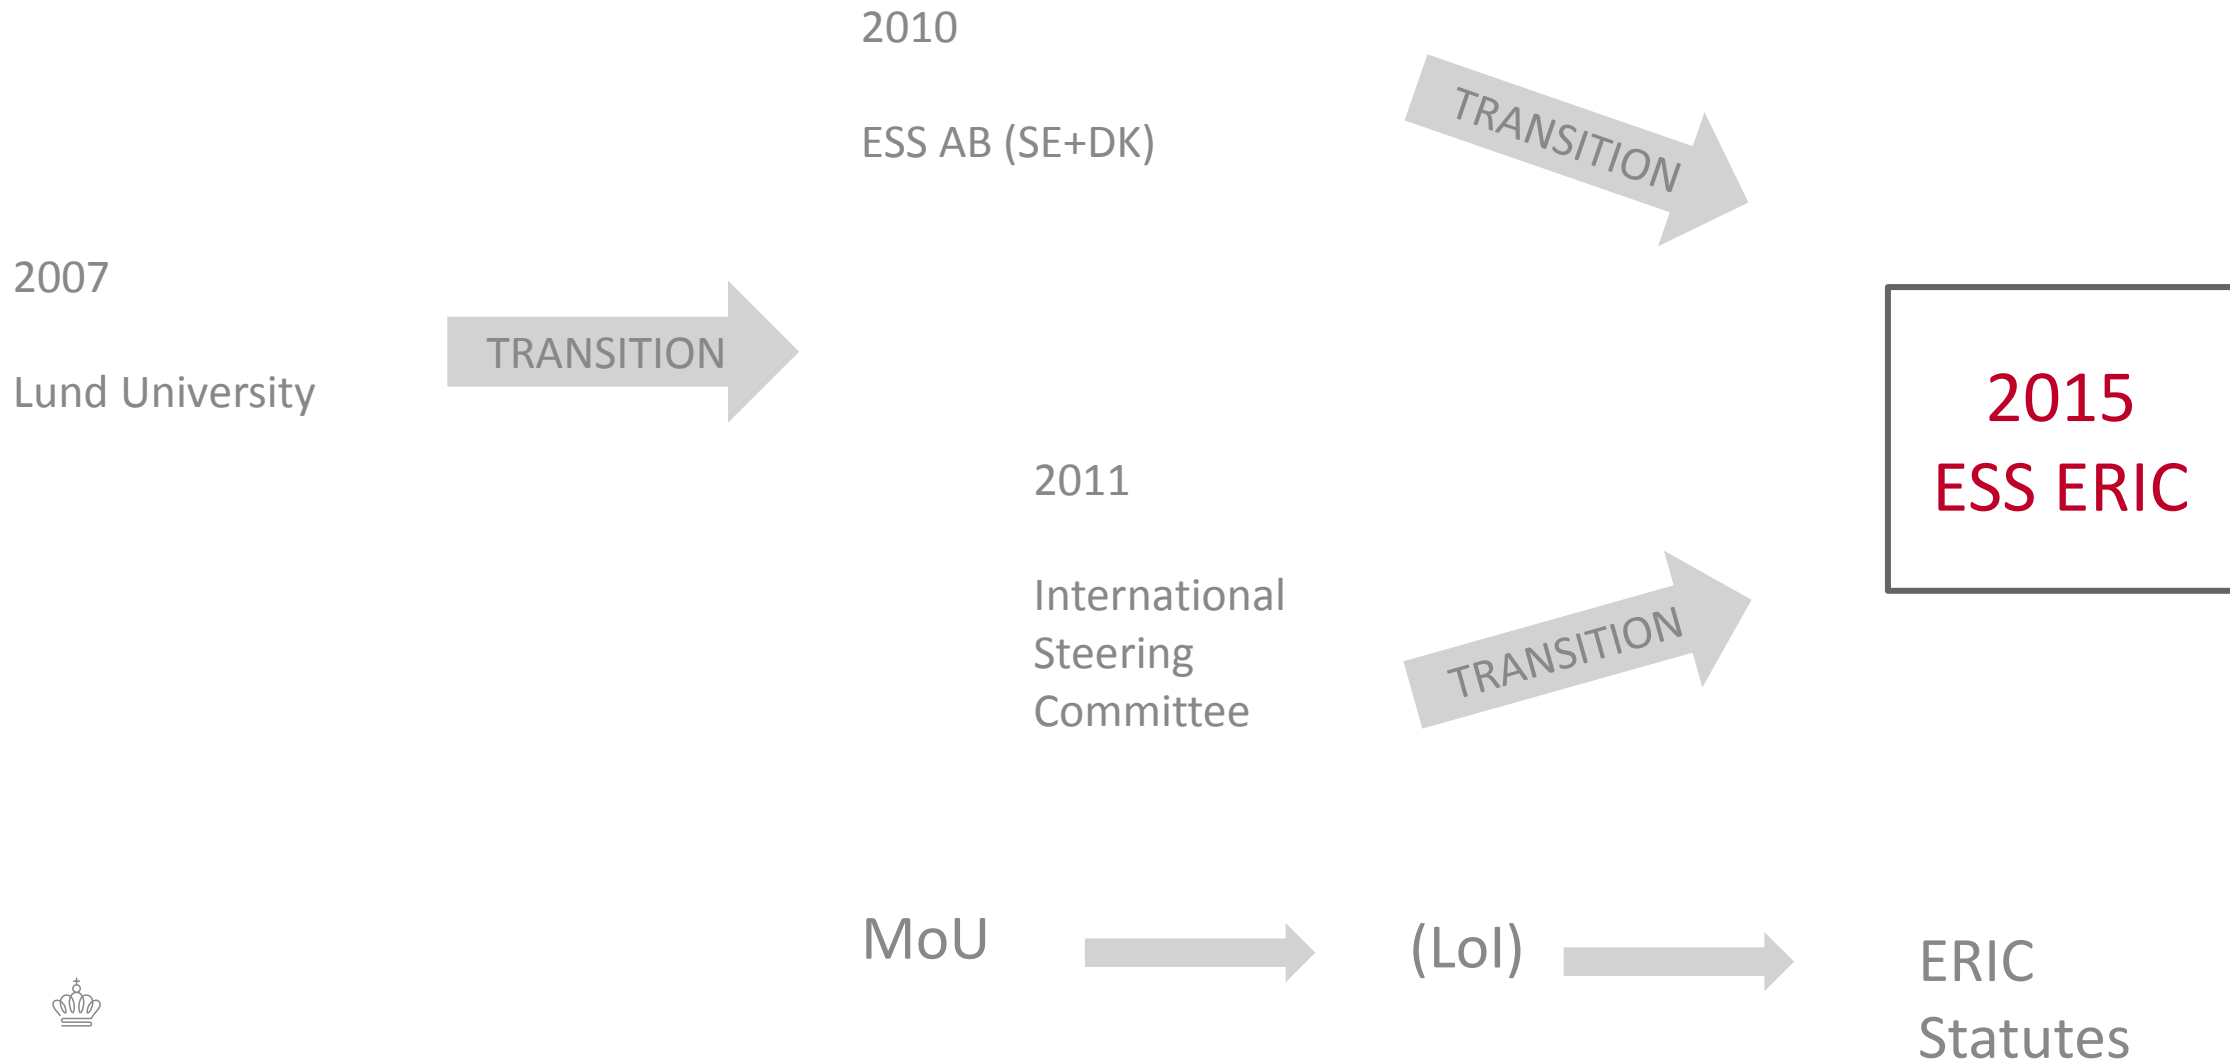 2007
Lund University
TRANSITION
2010
ESS AB (SE+DK)
TRANSITION
2011
International
Steering
Committee
TRANSITION
2015
ESS ERIC
MoU
(LoI)
ERIC
Statutes